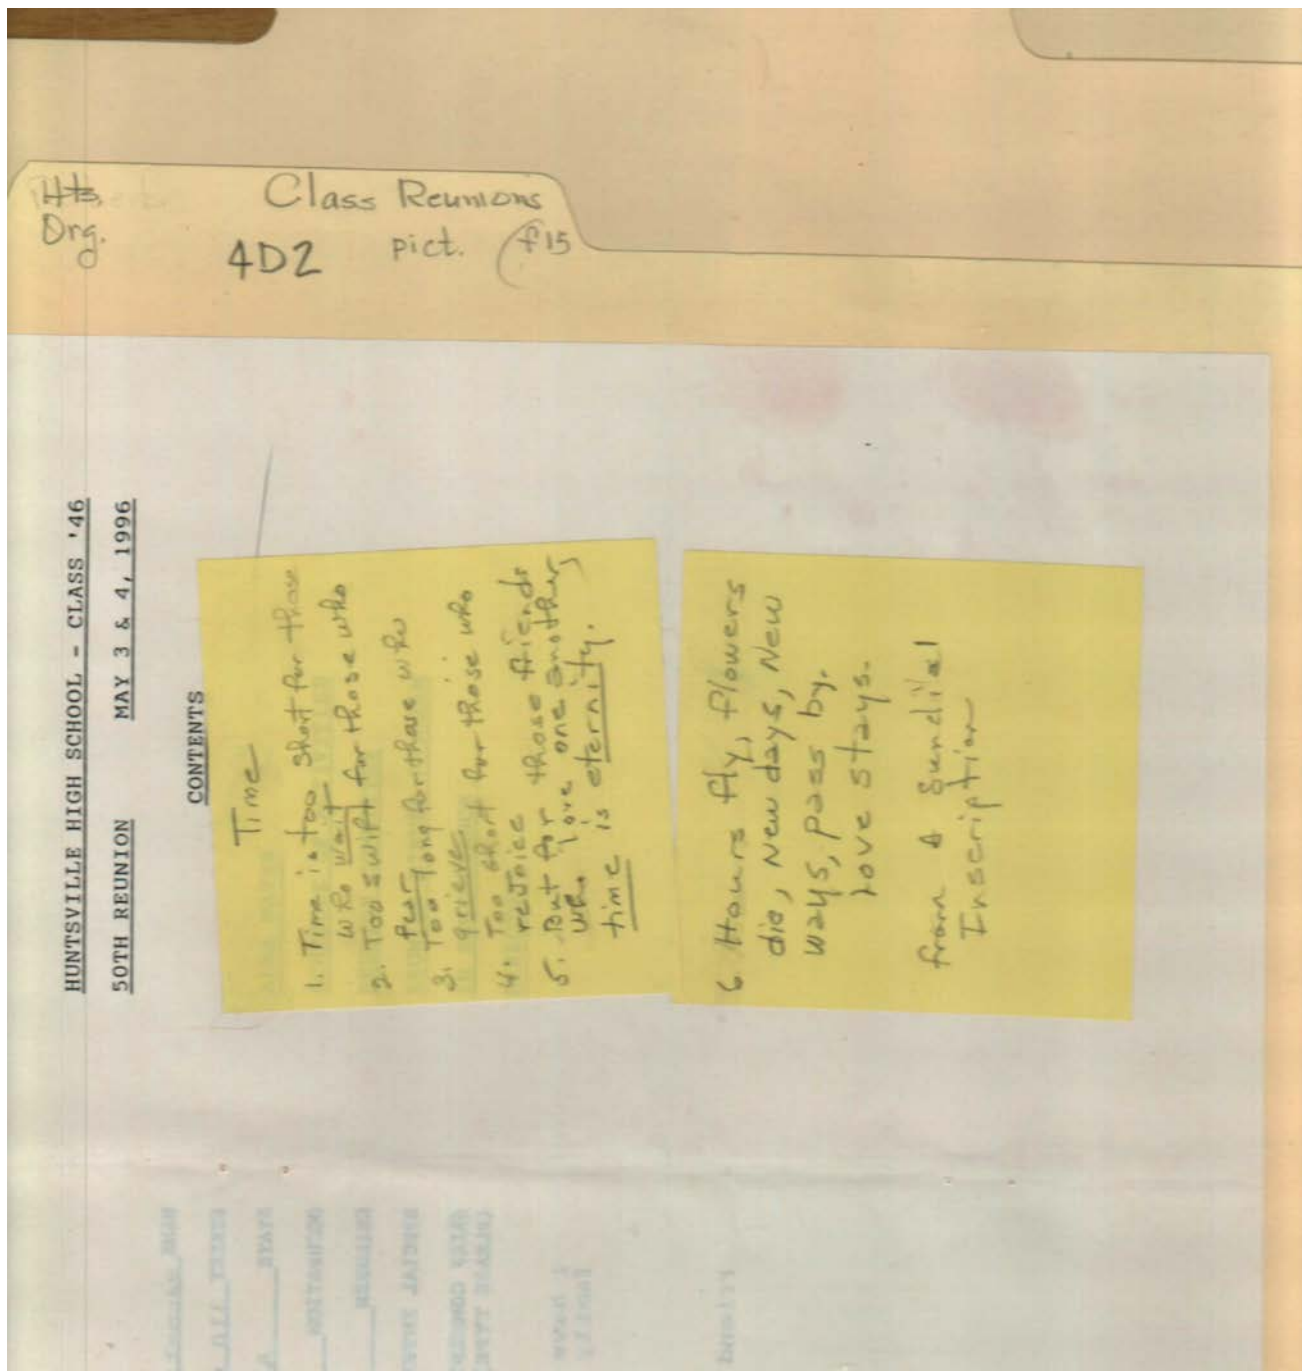 Hts. Class Reunions
Org. 4D2 pict. (f15
HUNTSVILLE HIGH SCHOOL - CLASS '46
50TH REUNION MAY 3 & 4, 1996
CONTENTS
Time
1. Time is too Short for those
who wait
2. Too swift for those who
fear
3. Too long for those who
grieve
4. Too short for those who
rejoice
5. But for those friends
who love one another
time is eternity.
6 Hours fly, flowers
die, New days, New
ways, pass by.
love stays.
from A Sundial
Inscription